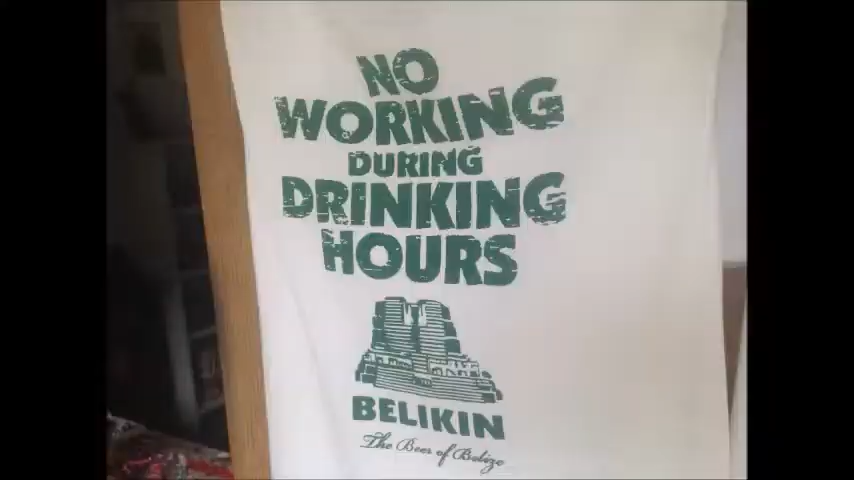 NO
WORKING
DURING
DRINKING
HOURS
BELIKIN
The Beer of Belize